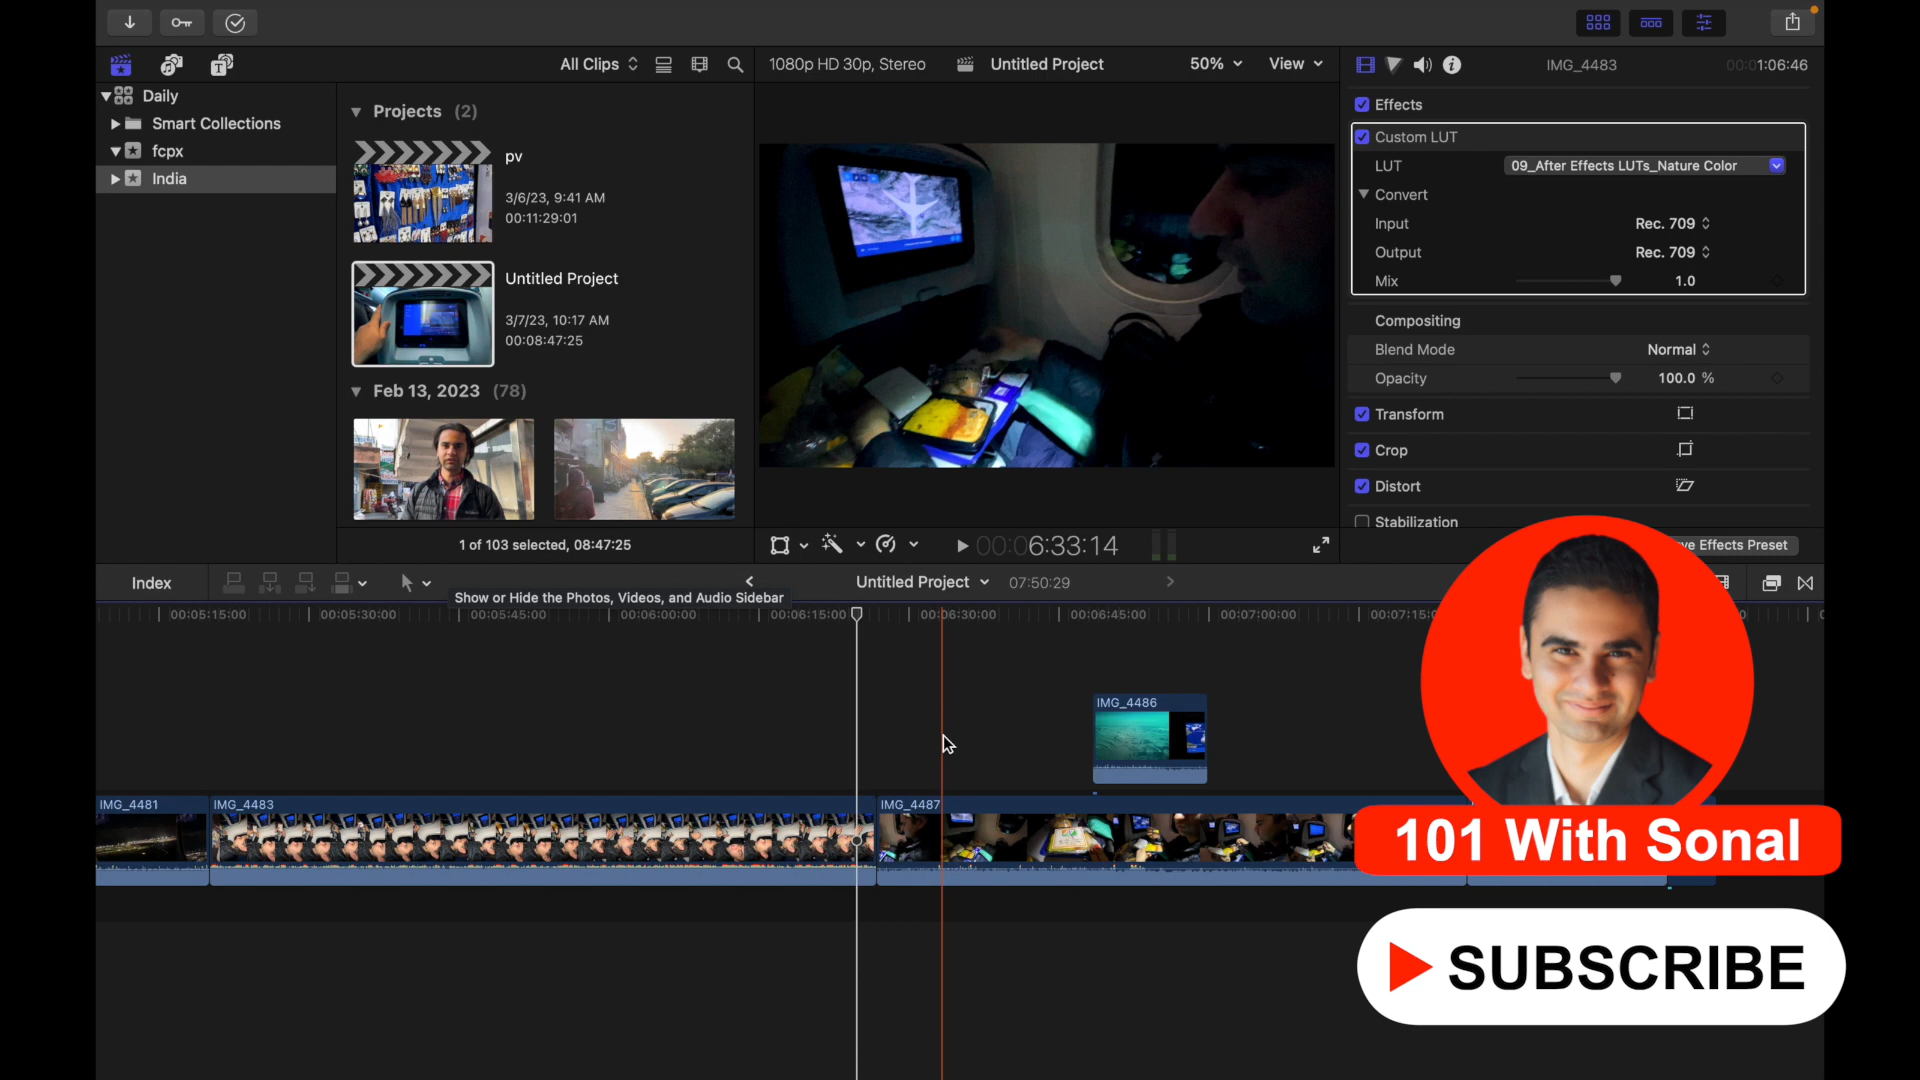 All Clips
1080p HD 30p, Stereo
Untitled Project
50%
View
IMG_4483
00:01:06:46
Daily
Smart Collections
fcpx
India
Projects (2)
pv
3/6/23, 9:41 AM
00:11:29:01
Untitled Project
3/7/23, 10:17 AM
00:08:47:25
Feb 13, 2023 (78)
1 of 103 selected, 08:47:25
00:06:33:14
Effects
Custom LUT
LUT
09_After Effects LUTs_Nature Color
Convert
Input
Rec. 709
Output
Rec. 709
Mix
1.0
Compositing
Blend Mode
Normal
Opacity
100.0 %
Transform
Crop
Distort
Stabilization
ve Effects Preset
Index
Untitled Project
07:50:29
Show or Hide the Photos, Videos, and Audio Sidebar
00:05:15:00
00:05:30:00
00:05:45:00
00:06:00:00
00:06:15:00
00:06:30:00
00:06:45:00
00:07:00:00
00:07:15:0
IMG_4486
IMG_4481
IMG_4483
IMG_4487
101 With Sonal
SUBSCRIBE